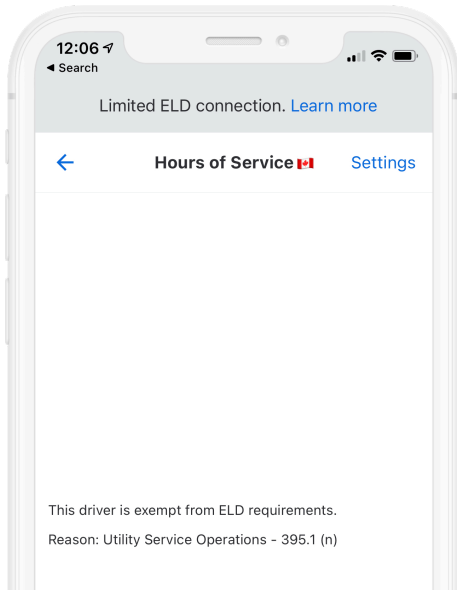 12:06
◀ Search
Limited ELD connection. Learn more
Hours of Service Settings
This driver is exempt from ELD requirements.
Reason: Utility Service Operations - 395.1 (n)